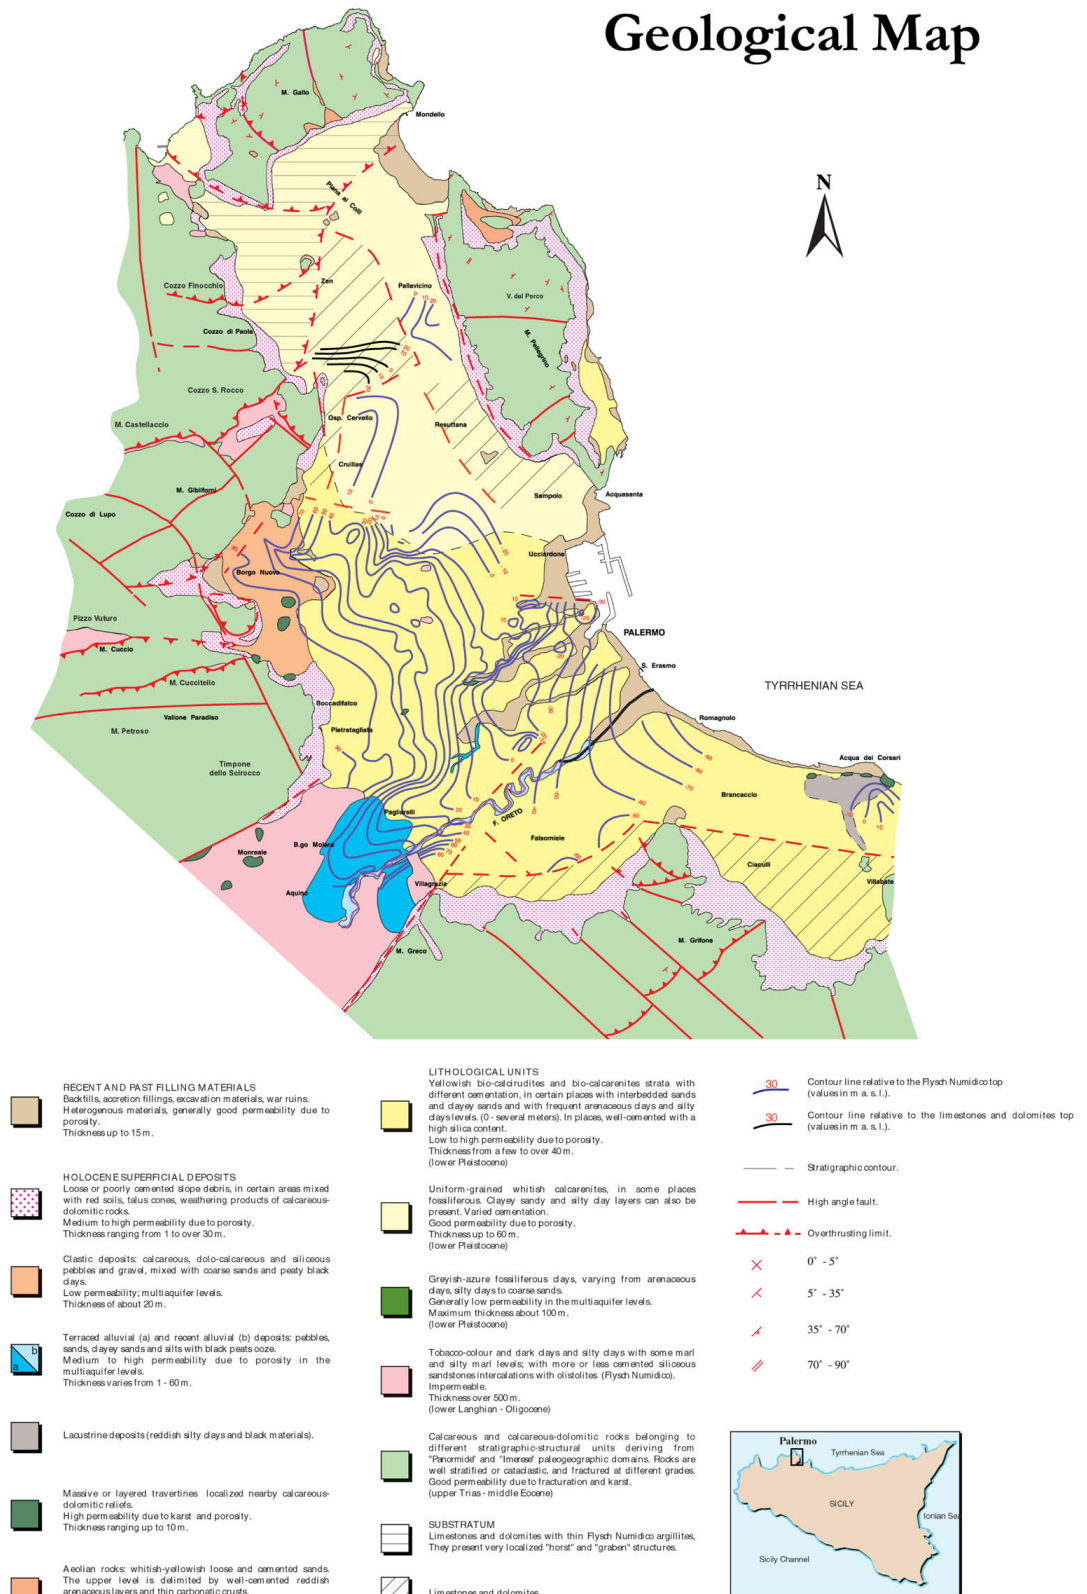 Geological Map
M. Gallo
Mondello
N
Piana ai Colli
Cozzo Finocchio
Zen
Pallavicino
V. del Porco
Cozzo di Paola
M. Pellegrino
Cozzo S. Rocco
M. Castellaccio
Osp. Cervello
Resuttana
Cruillas
M. Gibilforni
Sampolo
Acquasanta
Cozzo di Lupo
Ucciardone
Borgo Nuovo
Pizzo Vuturo
PALERMO
M. Cuccio
S. Erasmo
M. Cuccitello
TYRRHENIAN SEA
Boccadifalco
Vallone Paradiso
Romagnolo
M. Petroso
Pietratagliata
Acqua dei Corsari
Timpone
dello Scirocco
Brancaccio
Pagliarelli
F. ORETO
Falsomiele
B.go Molara
Monreale
Ciaculli
Aquino
Villagrazia
Villabate
M. Greco
M. Grifone
RECENT AND PAST FILLING MATERIALS
Backfills, accretion fillings, excavation materials, war ruins.
Heterogenous materials, generally good permeability due to
porosity.
Thickness up to 15 m.
HOLOCENE SUPERFICIAL DEPOSITS
Loose or poorly cemented slope debris, in certain areas mixed
with red soils, talus cones, weathering products of calcareous-
dolomitic rocks.
Medium to high permeability due to porosity.
Thickness ranging from 1 to over 30 m.
Clastic deposits: calcareous, dolo-calcareous and siliceous
pebbles and gravel, mixed with coarse sands and peaty black
clays.
Low permeability; multiaquifer levels.
Thickness of about 20 m.
a
b
Terraced alluvial (a) and recent alluvial (b) deposits: pebbles,
sands, clayey sands and silts with black peats ooze.
Medium to high permeability due to porosity in the
multiaquifer levels.
Thickness varies from 1 - 60 m.
Lacustrine deposits (reddish silty clays and black materials).
Massive or layered travertines localized nearby calcareous-
dolomitic reliefs.
High permeability due to karst and porosity.
Thickness ranging up to 10 m.
Aeolian rocks: whitish-yellowish loose and cemented sands.
The upper level is delimited by well-cemented reddish
arenaceous layers and thin carbonatic crusts.
LITHOLOGICAL UNITS
Yellowish bio-calcirudites and bio-calcarenites strata with
different cementation, in certain places with interbedded sands
and clayey sands and with frequent arenaceous clays and silty
clays levels. (0 - several meters). In places, well-cemented with a
high silica content.
Low to high permeability due to porosity.
Thickness from a few to over 40 m.
(lower Pleistocene)
Uniform-grained whitish calcarenites, in some places
fossiliferous. Clayey sandy and silty clay layers can also be
present. Varied cementation.
Good permeability due to porosity.
Thickness up to 60 m.
(lower Pleistocene)
Greyish-azure fossiliferous clays, varying from arenaceous
clays, silty clays to coarse sands.
Generally low permeability in the multiaquifer levels.
Maximum thickness about 100 m.
(lower Pleistocene)
Tobacco-colour and dark clays and silty clays with some marl
and silty marl levels; with more or less cemented siliceous
sandstones intercalations with olistolites (Flysch Numidico).
Impermeable.
Thickness over 500 m.
(lower Langhian - Oligocene)
Calcareous and calcareous-dolomitic rocks belonging to
different stratigraphic-structural units deriving from
"Panormide" and "Imerese" paleogeographic domains. Rocks are
well stratified or cataclastic, and fractured at different grades.
Good permeability due to fracturation and karst.
(upper Trias - middle Eocene)
SUBSTRATUM
Limestones and dolomites with thin Flysch Numidico argillites,
They present very localized "horst" and "graben" structures.
Limestones and dolomites
30
Contour line relative to the Flysch Numidico top
(values in m a. s. l.).
30
Contour line relative to the limestones and dolomites top
(values in m a. s. l.).
Stratigraphic contour.
High angle fault.
Overthrusting limit.
0° - 5°
5° - 35°
35° - 70°
70° - 90°
Palermo
Tyrrhenian Sea
SICILY
Ionian Sea
Sicily Channel